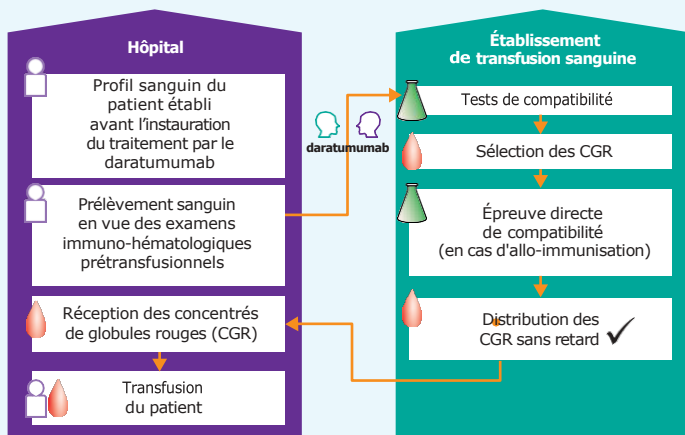 Hôpital
Profil sanguin du
patient établi
avant l'instauration
du traitement par le
daratumumab
Prélèvement sanguin
en vue des examens
immuno-hématologiques
prétransfusionnels
Réception des concentrés
de globules rouges (CGR)
Transfusion
du patient
daratumumab
Établissement
de transfusion sanguine
Tests de compatibilité
Sélection des CGR
Épreuve directe
de compatibilité
(en cas d'allo-immunisation)
Distribution des
CGR sans retard